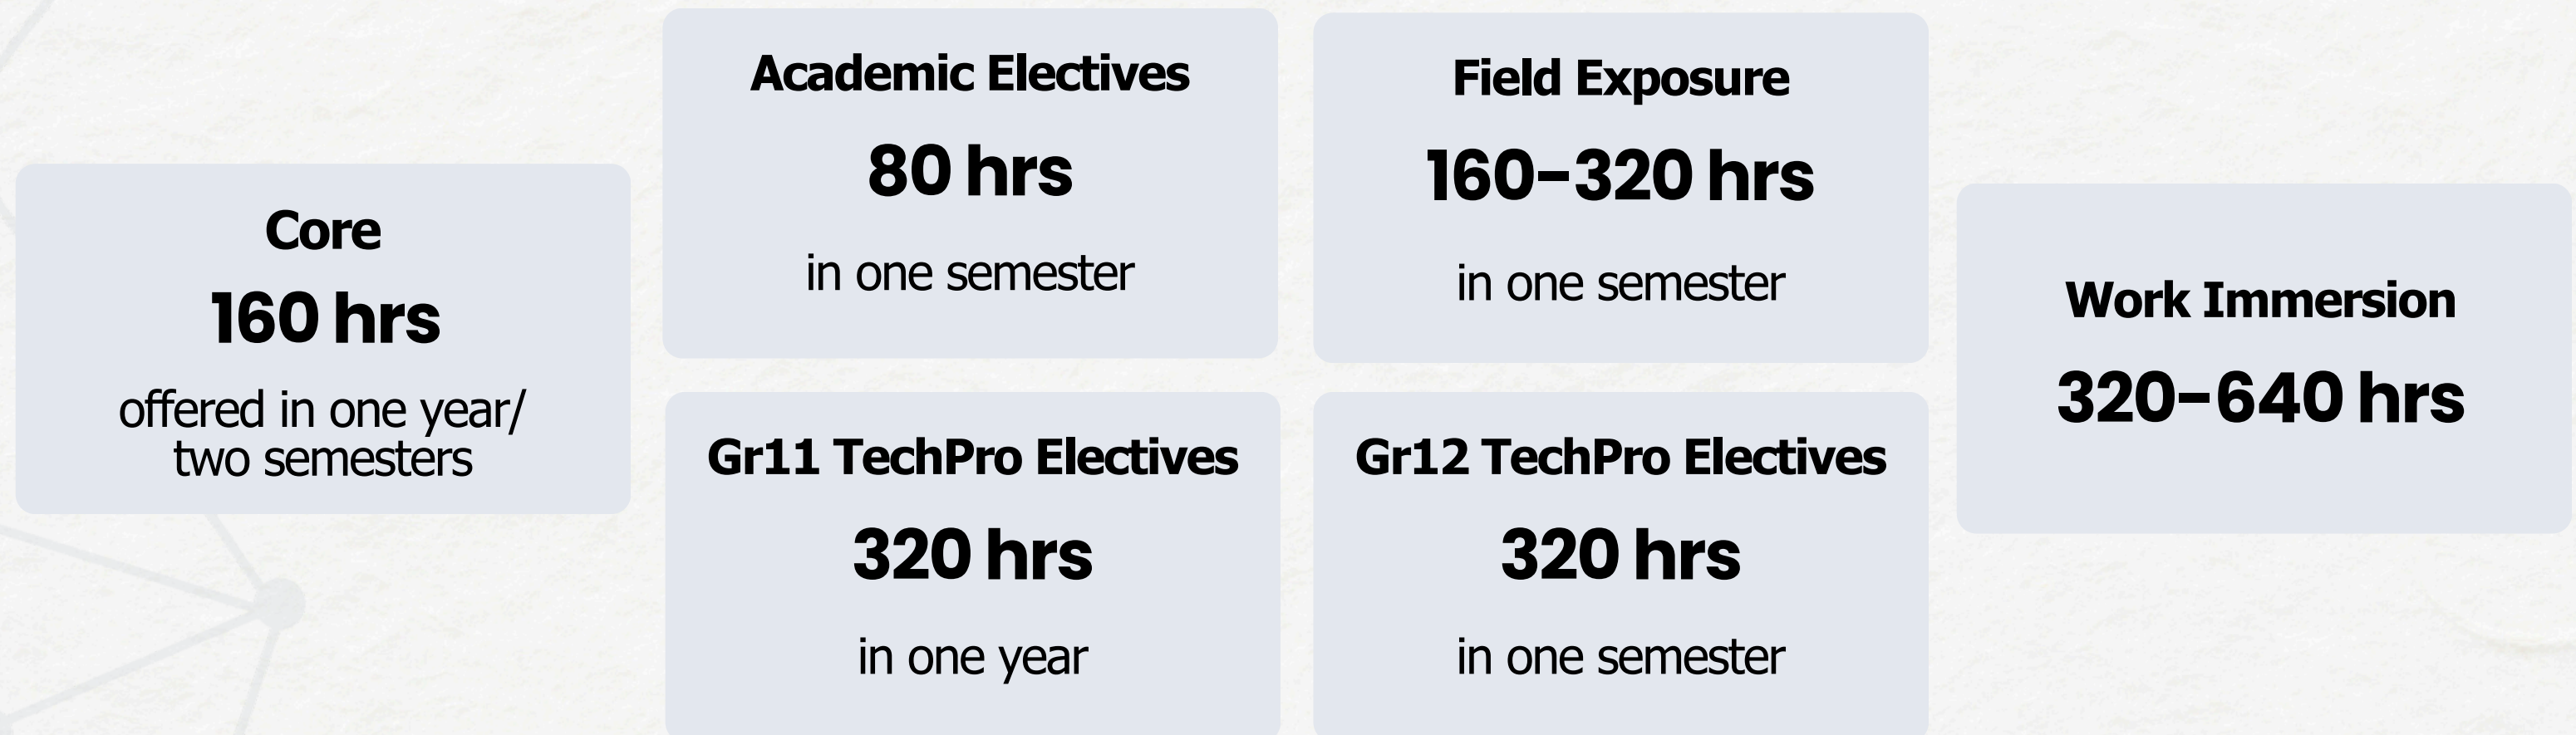 Core
160 hrs
offered in one year/
two semesters
Academic Electives
80 hrs
in one semester
Field Exposure
160-320 hrs
in one semester
Gr11 TechPro Electives
320 hrs
in one year
Gr12 TechPro Electives
320 hrs
in one semester
Work Immersion
320-640 hrs